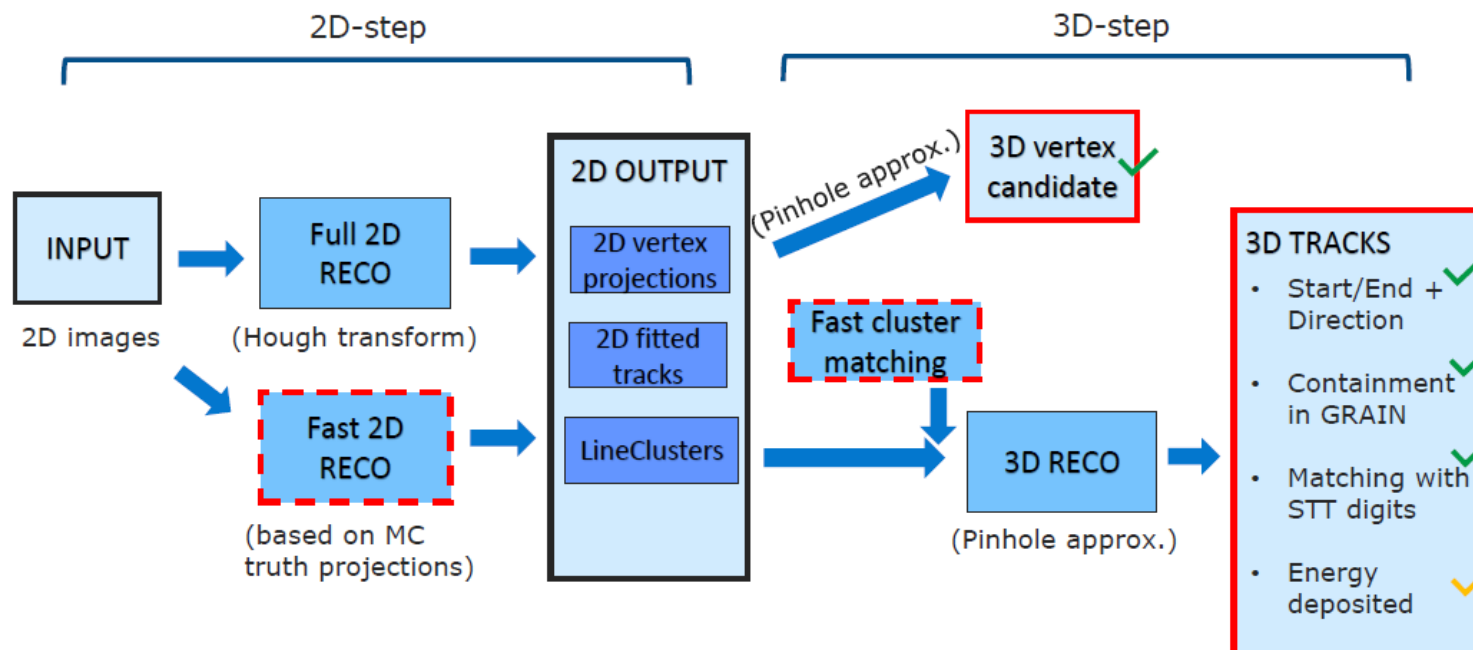 2D-step
3D-step
INPUT
2D images
Full 2D
RECO
(Hough transform)
Fast 2D
RECO
(based on MC
truth projections)
2D OUTPUT
2D vertex
projections
2D fitted
tracks
LineClusters
(Pinhole approx.)
3D vertex
candidate
Fast cluster
matching
3D RECO
(Pinhole approx.)
3D TRACKS
• Start/End +
Direction
• Containment
in GRAIN
• Matching with
STT digits
• Energy
deposited